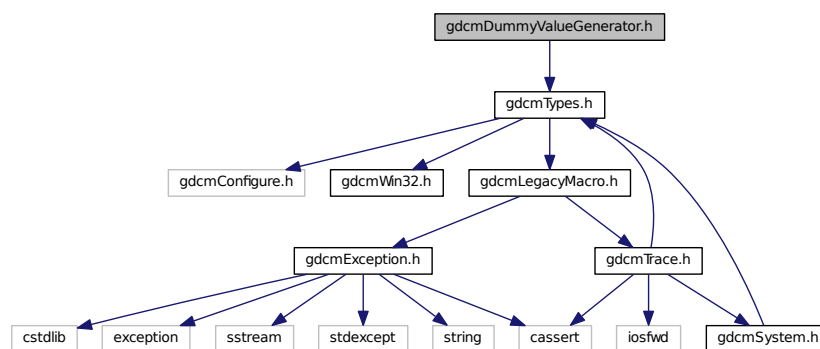 gdcmDummyValueGenerator.h
gdcmTypes.h
gdcmConfigure.h
gdcmWin32.h
gdcmLegacyMacro.h
gdcmException.h
gdcmTrace.h
cstdlib
exception
sstream
stdexcept
string
cassert
iosfwd
gdcmSystem.h